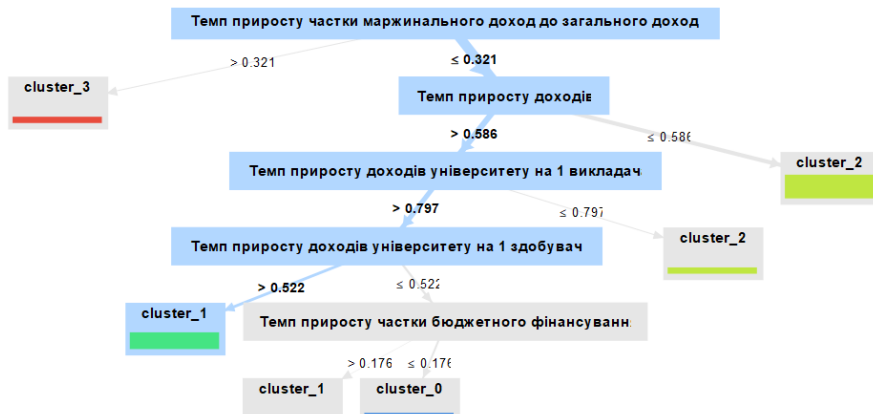 Темп приросту частки маржинального доход до загального доход
> 0.321
≤ 0.321
cluster_3
Темп приросту доходів
> 0.586
≤ 0.586
Темп приросту доходів університету на 1 викладач
cluster_2
> 0.797
≤ 0.797
Темп приросту доходів університету на 1 здобувач
cluster_2
> 0.522
≤ 0.522
cluster_1
Темп приросту частки бюджетного фінансуванн
> 0.176
≤ 0.176
cluster_1
cluster_0